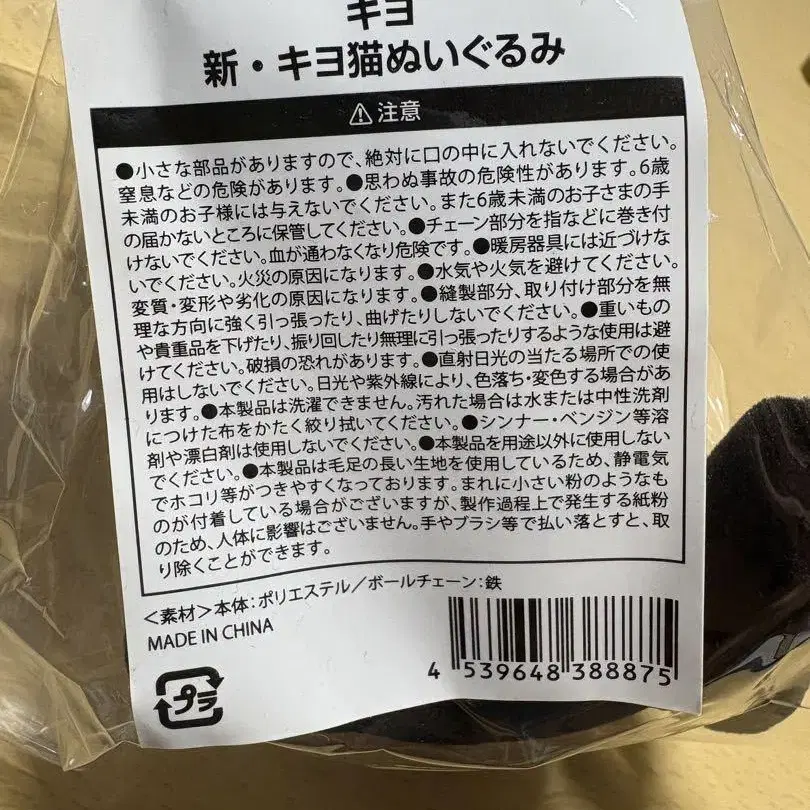 キヨ
新・キヨ猫ぬいぐるみ
⚠注意
●小さな部品がありますので、絶対に口の中に入れないでください。
窒息などの危険があります。●思わぬ事故の危険性があります。6歳
未満のお子様には与えないでください。また6歳未満のお子さまの手
の届かないところに保管してください。●チェーン部分を指などに巻き付
けないでください。血が通わなくなり危険です。●暖房器具には近づけな
いでください。火災の原因になります。●水気や火気を避けてください。
変質・変形や劣化の原因になります。●縫製部分、取り付け部分を無
理な方向に強く引っ張ったり、曲げたりしないでください。●重いもの
や貴重品を下げたり、振り回したり無理に引っ張ったりするような使用は避
けてください。破損の恐れがあります。●直射日光の当たる場所での使
用はしないでください。日光や紫外線により、色落ち・変色する場合があ
ります。●本製品は洗濯できません。汚れた場合は水または中性洗剤
につけた布をかたく絞り拭いてください。●シンナー・ベンジン等溶
剤や漂白剤は使用しないでください。●本製品を用途以外に使用しない
でください。●本製品は毛足の長い生地を使用しているため、静電気
でホコリ等がつきやすくなっております。まれに小さい粉のようなも
のが付着している場合がございますが、製作過程上で発生する紙粉
のため、人体に影響はございません。手やブラシ等で払い落とすと、取
り除くことができます。
＜素材＞本体：ポリエステル／ボールチェーン：鉄
MADE IN CHINA
プラ
4 539648 388875